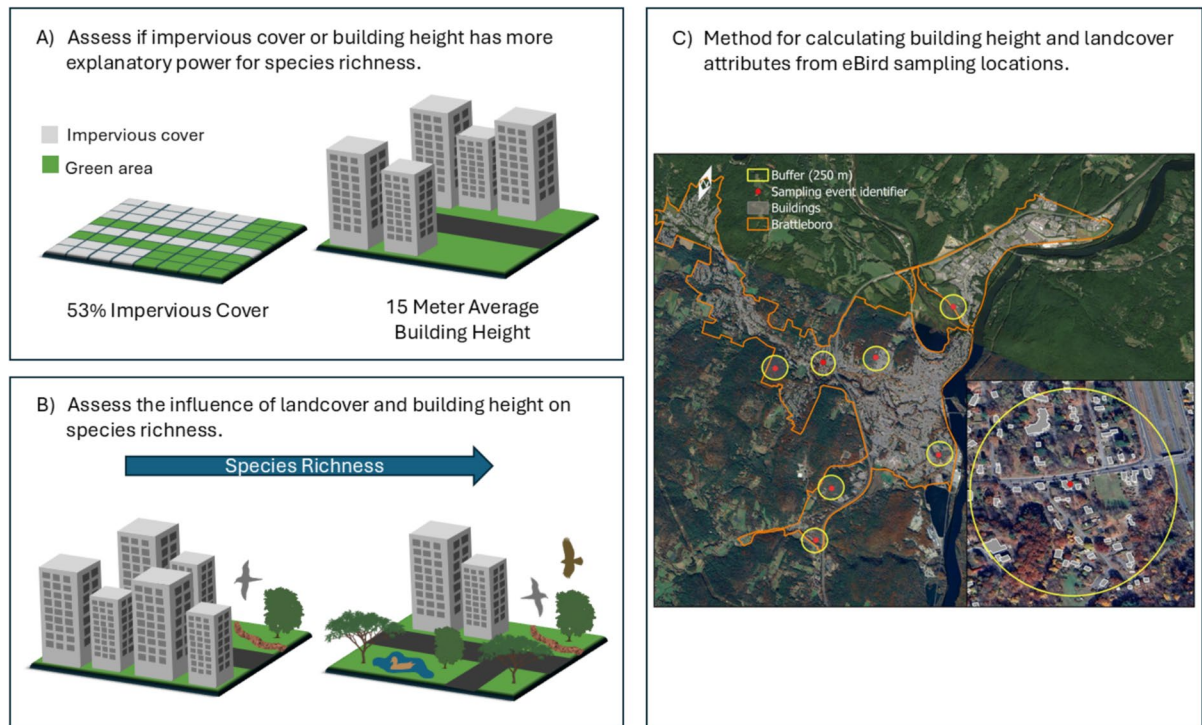 A) Assess if impervious cover or building height has more
explanatory power for species richness.
Impervious cover
Green area
53% Impervious Cover
15 Meter Average
Building Height
B) Assess the influence of landcover and building height on
species richness.
Species Richness
C) Method for calculating building height and landcover
attributes from eBird sampling locations.
Buffer (250 m)
Sampling event identifier
Buildings
Brattleboro